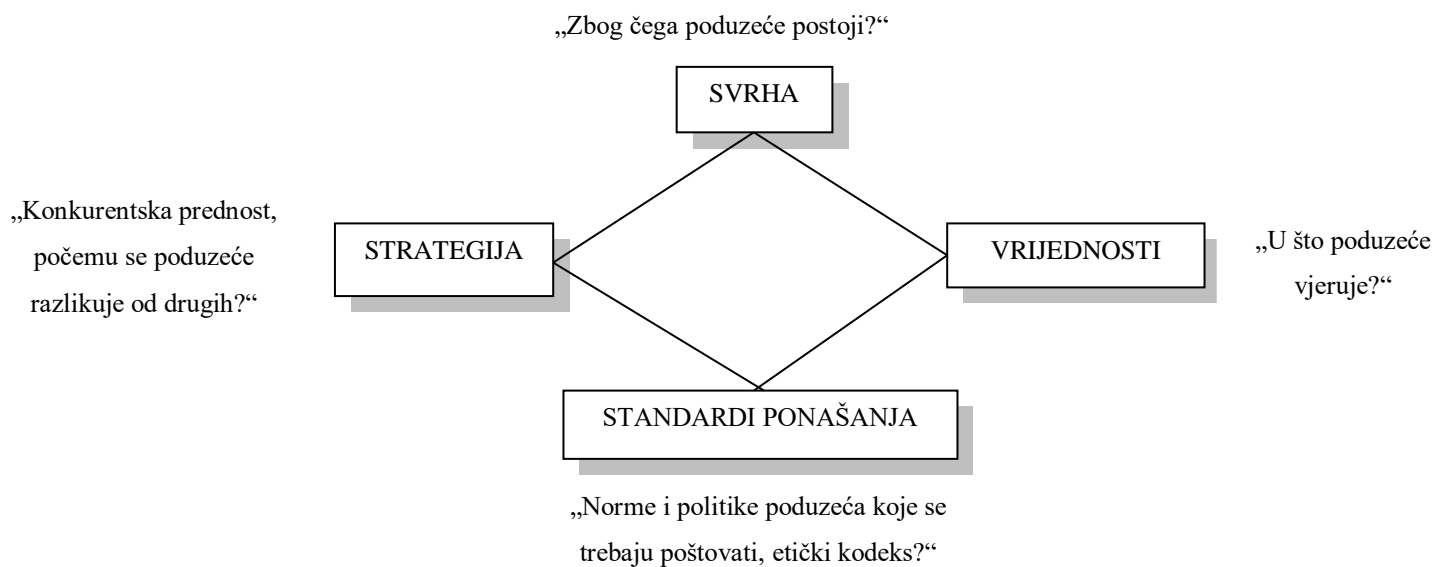 „Zbog čega poduzeće postoji?“
SVRHA
„Konkurentska prednost,
počemu se poduzeće
razlikuje od drugih?“
STRATEGIJA
VRIJEDNOSTI
„U što poduzeće
vjeruje?“
STANDARDI PONAŠANJA
„Norme i politike poduzeća koje se
trebaju poštovati, etički kodeks?“